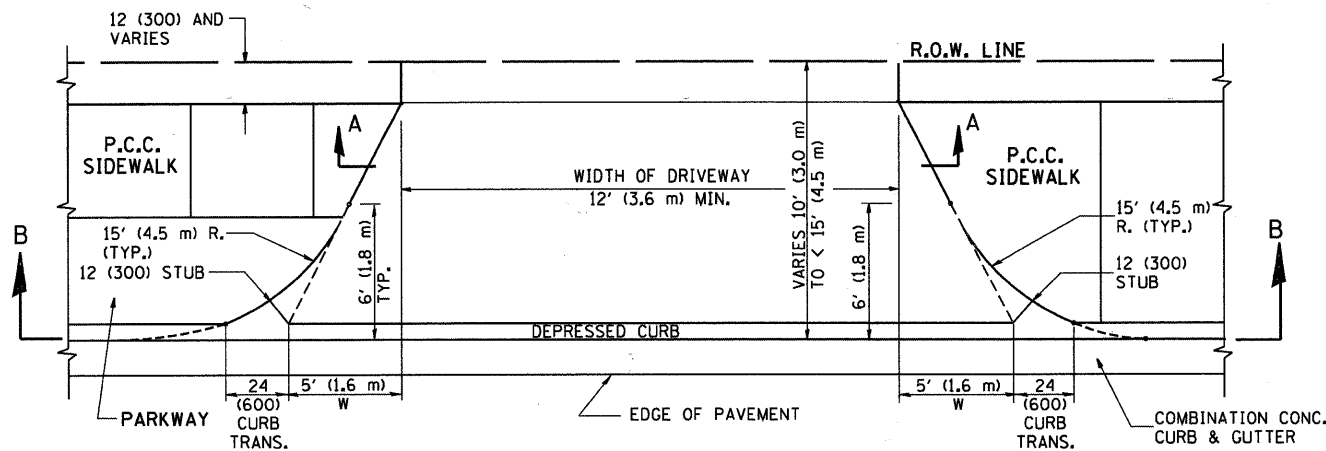 12 (300) AND
VARIES
R.O.W. LINE
A
A
P.C.C.
SIDEWALK
WIDTH OF DRIVEWAY
12' (3.6 m) MIN.
VARIES 10' (3.0 m)
TO < 15' (4.5 m)
P.C.C.
SIDEWALK
B
15' (4.5 m) R.
(TYP.)
12 (300) STUB
6' (1.8 m)
TYP.
6' (1.8 m)
15' (4.5 m)
R. (TYP.)
12 (300)
STUB
B
DEPRESSED CURB
24
(600)
CURB
TRANS.
5' (1.6 m)
W
5' (1.6 m)
W
24
(600)
CURB
TRANS.
PARKWAY
EDGE OF PAVEMENT
COMBINATION CONC.
CURB & GUTTER